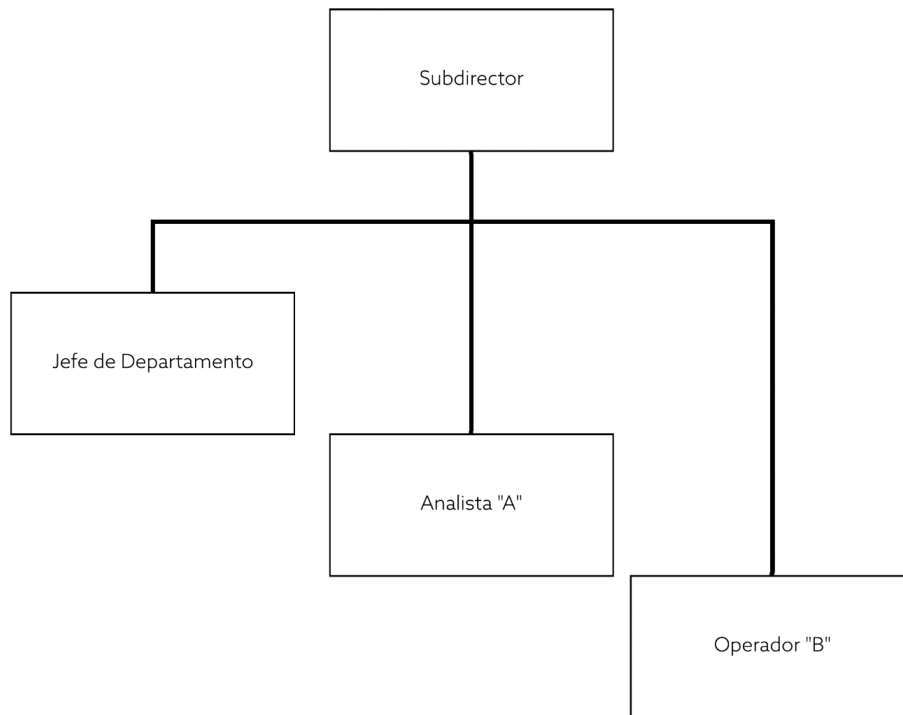 Subdirector
Jefe de Departamento
Analista "A"
Operador "B"